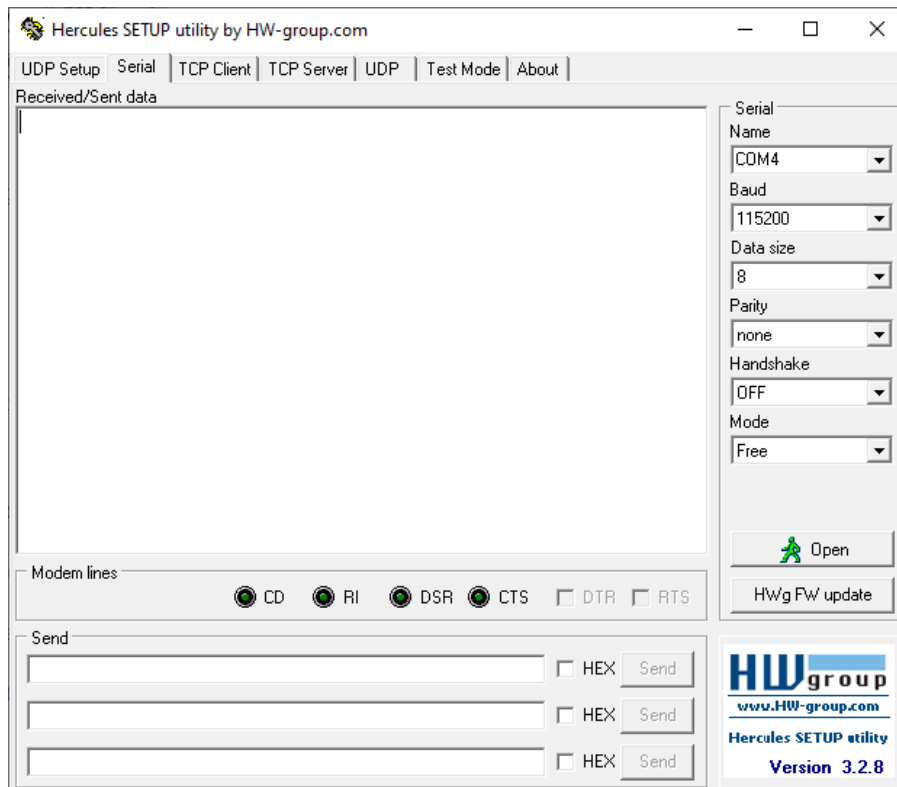 Hercules SETUP utility by HW-group.com
UDP Setup Serial TCP Client TCP Server UDP Test Mode About
Received/Sent data
Serial
Name
COM4
Baud
115200
Data size
8
Parity
none
Handshake
OFF
Mode
Free
Open
HWg FW update
Modem lines
CD RI DSR CTS DTR RTS
Send
HEX Send
HEX Send
HEX Send
HW group
www.HW-group.com
Hercules SETUP utility
Version 3.2.8